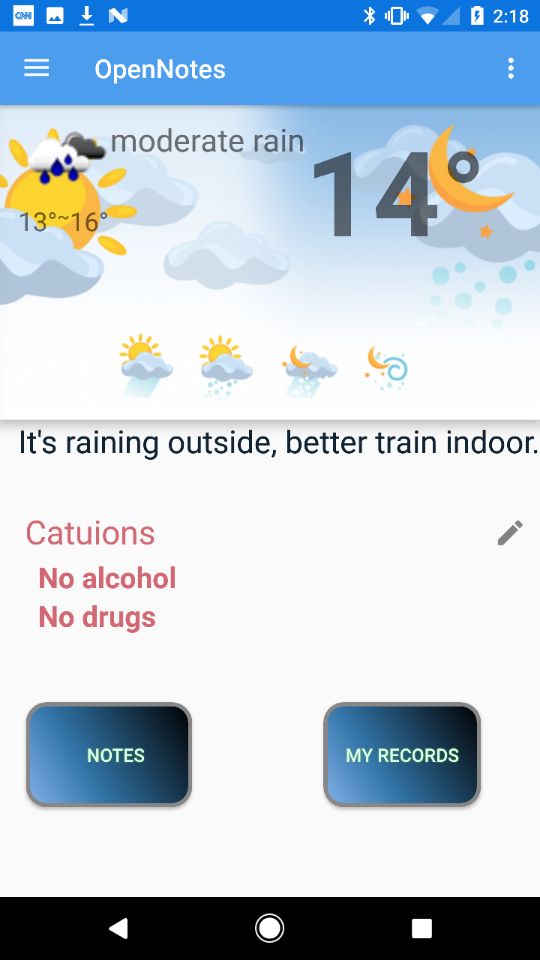 CNN
2:18
OpenNotes
moderate rain
14°
13°~16°
It's raining outside, better train indoor.
Catuions
No alcohol
No drugs
NOTES
MY RECORDS